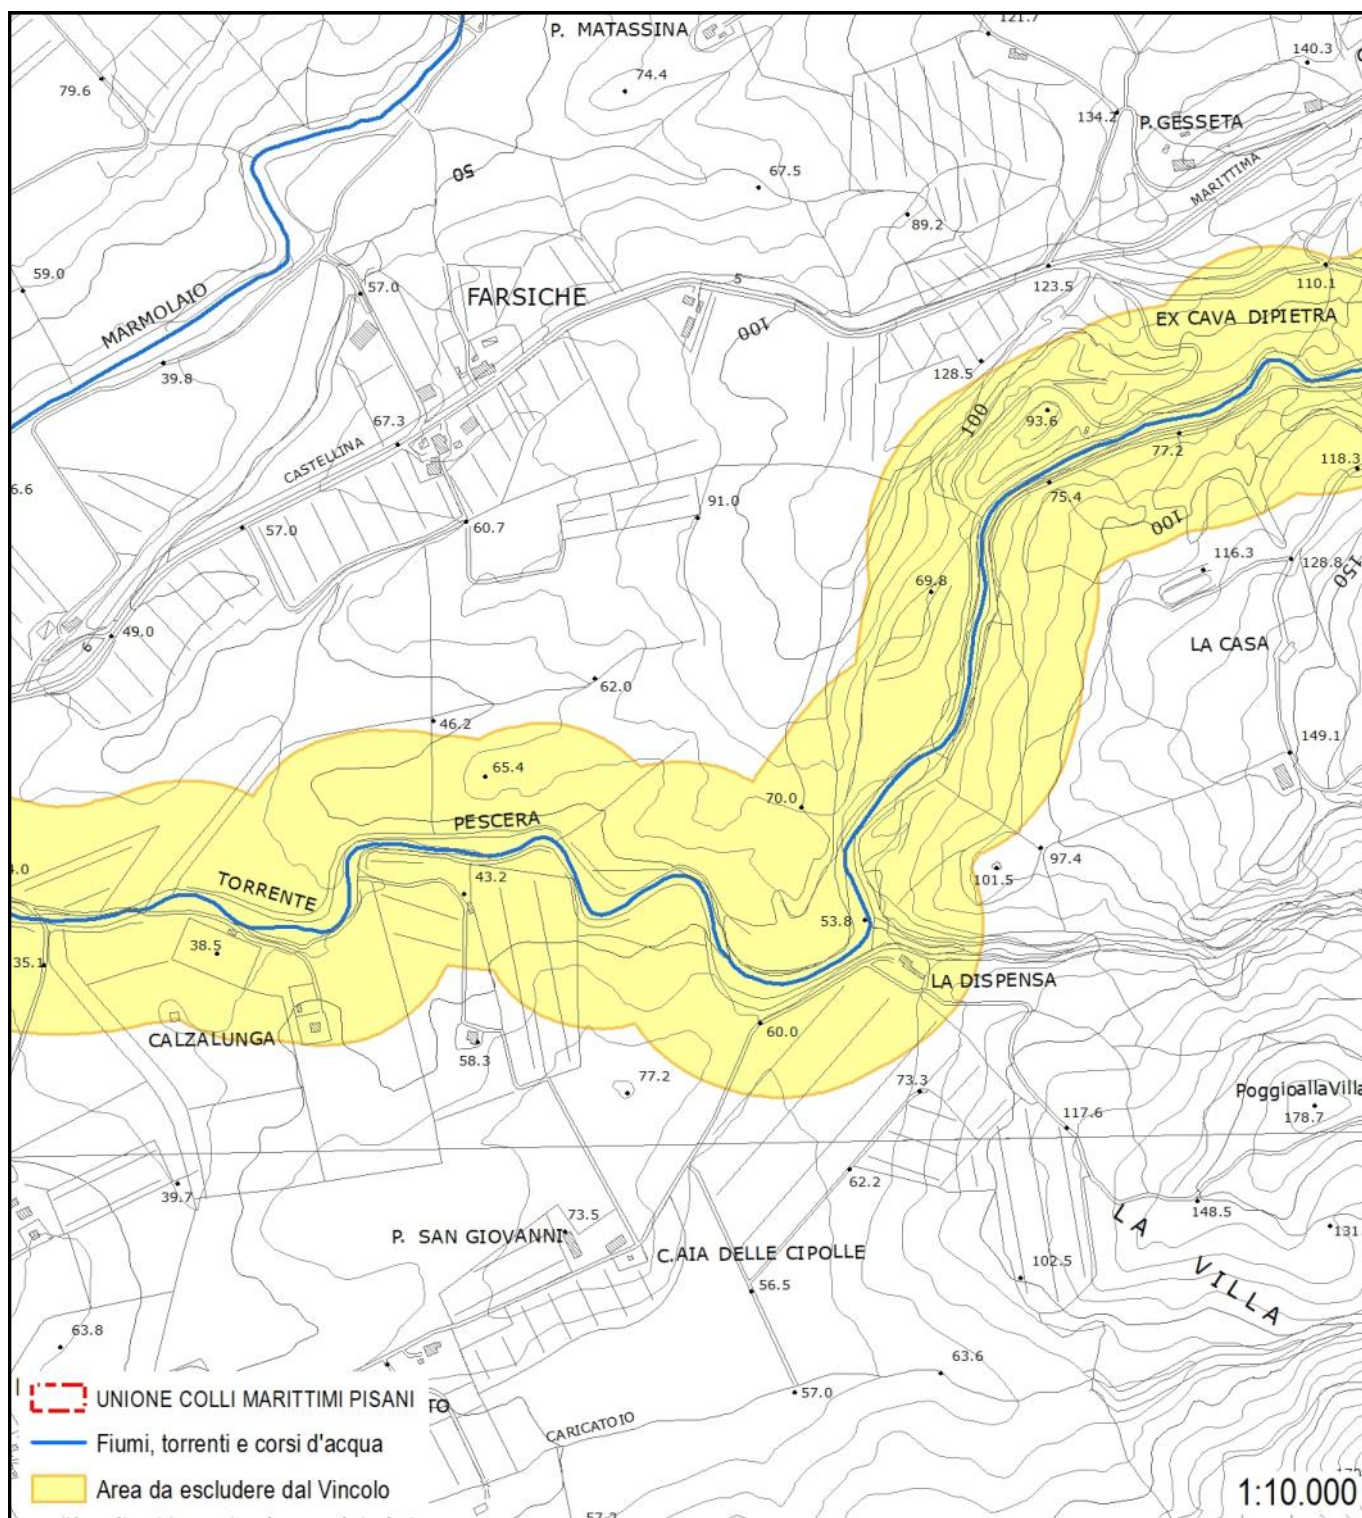 121.7
P. MATASSINA
140.3
74.4
79.6
134.2
P.GESSETA
MARITTIMA
50
67.5
89.2
59.0
MARMOLAIO
57.0
FARSICHE
5
110.1
123.5
EX CAVA DIPIETRA
100
39.8
128.5
100
93.6
67.3
CASTELLINA
77.2
118.3
6.6
75.4
91.0
57.0
60.7
100
116.3
128.8
150
69.8
49.0
6
LA CASA
62.0
46.2
149.1
65.4
70.0
PESCERA
97.4
4.0
TORRENTE
43.2
101.5
53.8
38.5
35.1
LA DISPENSA
CALZALUNGA
60.0
58.3
77.2
73.3
PoggioallaVilla
178.7
117.6
62.2
39.7
148.5
LA
VILLA
131.
73.5
P. SAN GIOVANNI
C.AIA DELLE CIPOLLE
102.5
56.5
63.8
63.6
57.0
TO
CARICATOIO
UNIONE COLLI MARITTIMI PISANI
Fiumi, torrenti e corsi d'acqua
Area da escludere dal Vincolo
1:10.000